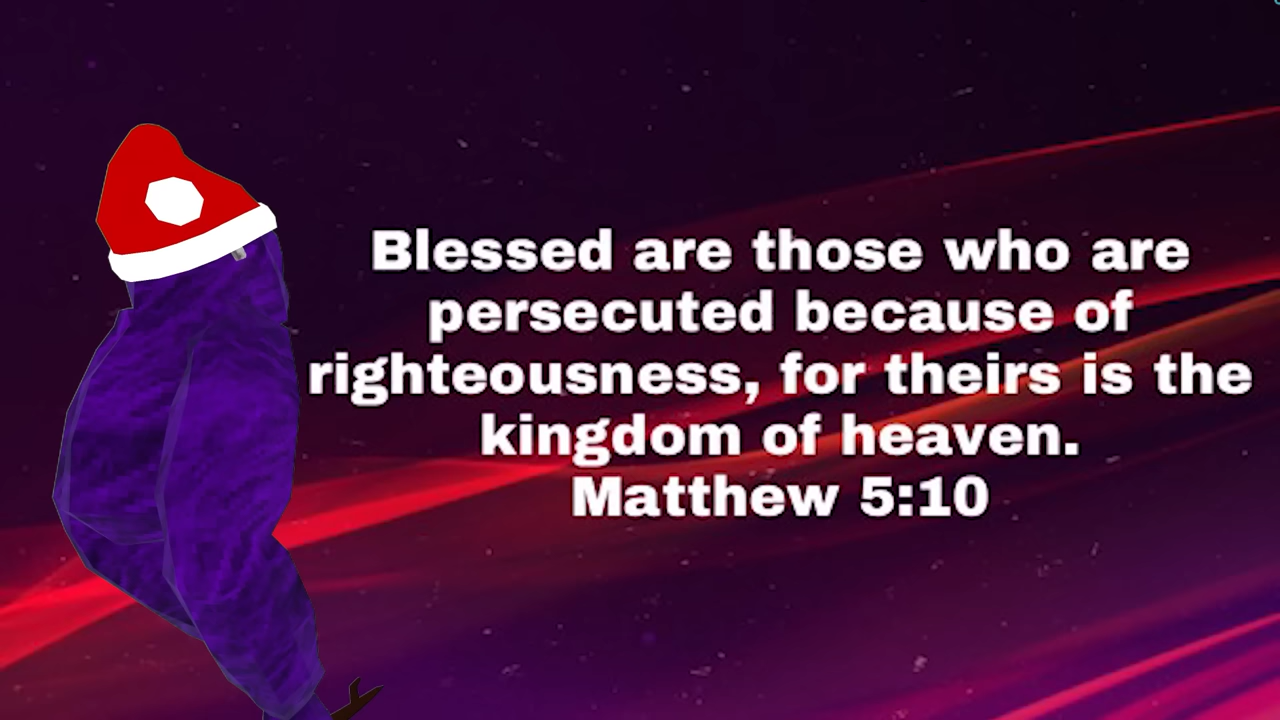 Blessed are those who are
persecuted because of
righteousness, for theirs is the
kingdom of heaven.
Matthew 5:10